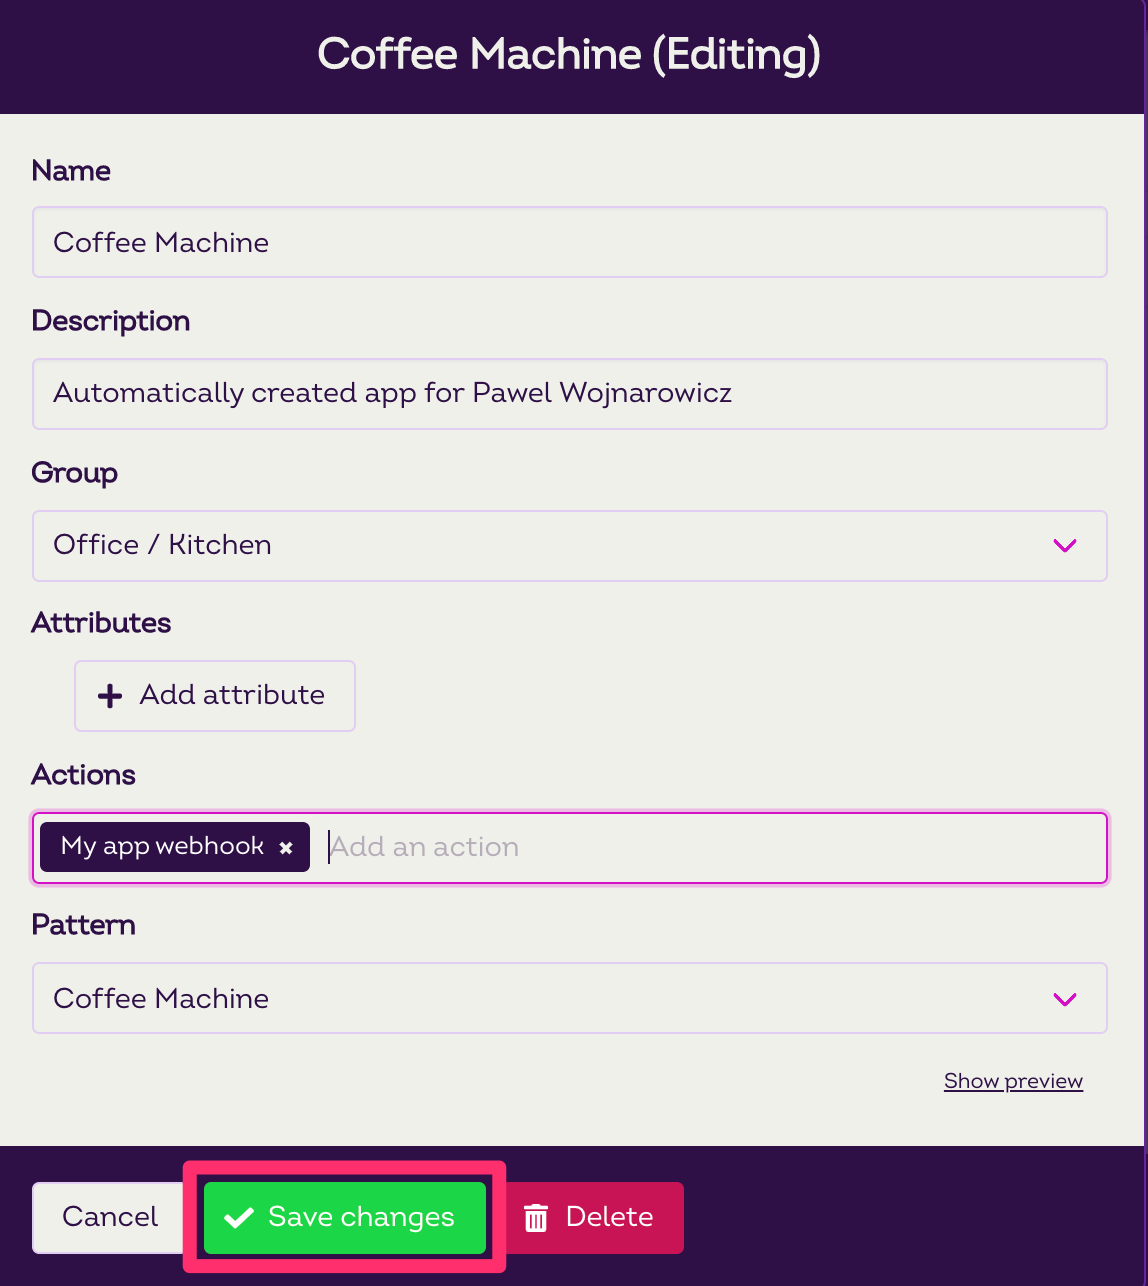 Coffee Machine (Editing)
Name
Coffee Machine
Description
Automatically created app for Pawel Wojnarowicz
Group
Office / Kitchen
Attributes
Add attribute
Actions
My app webhook × Add an action
Pattern
Coffee Machine
Show preview
Cancel Save changes Delete